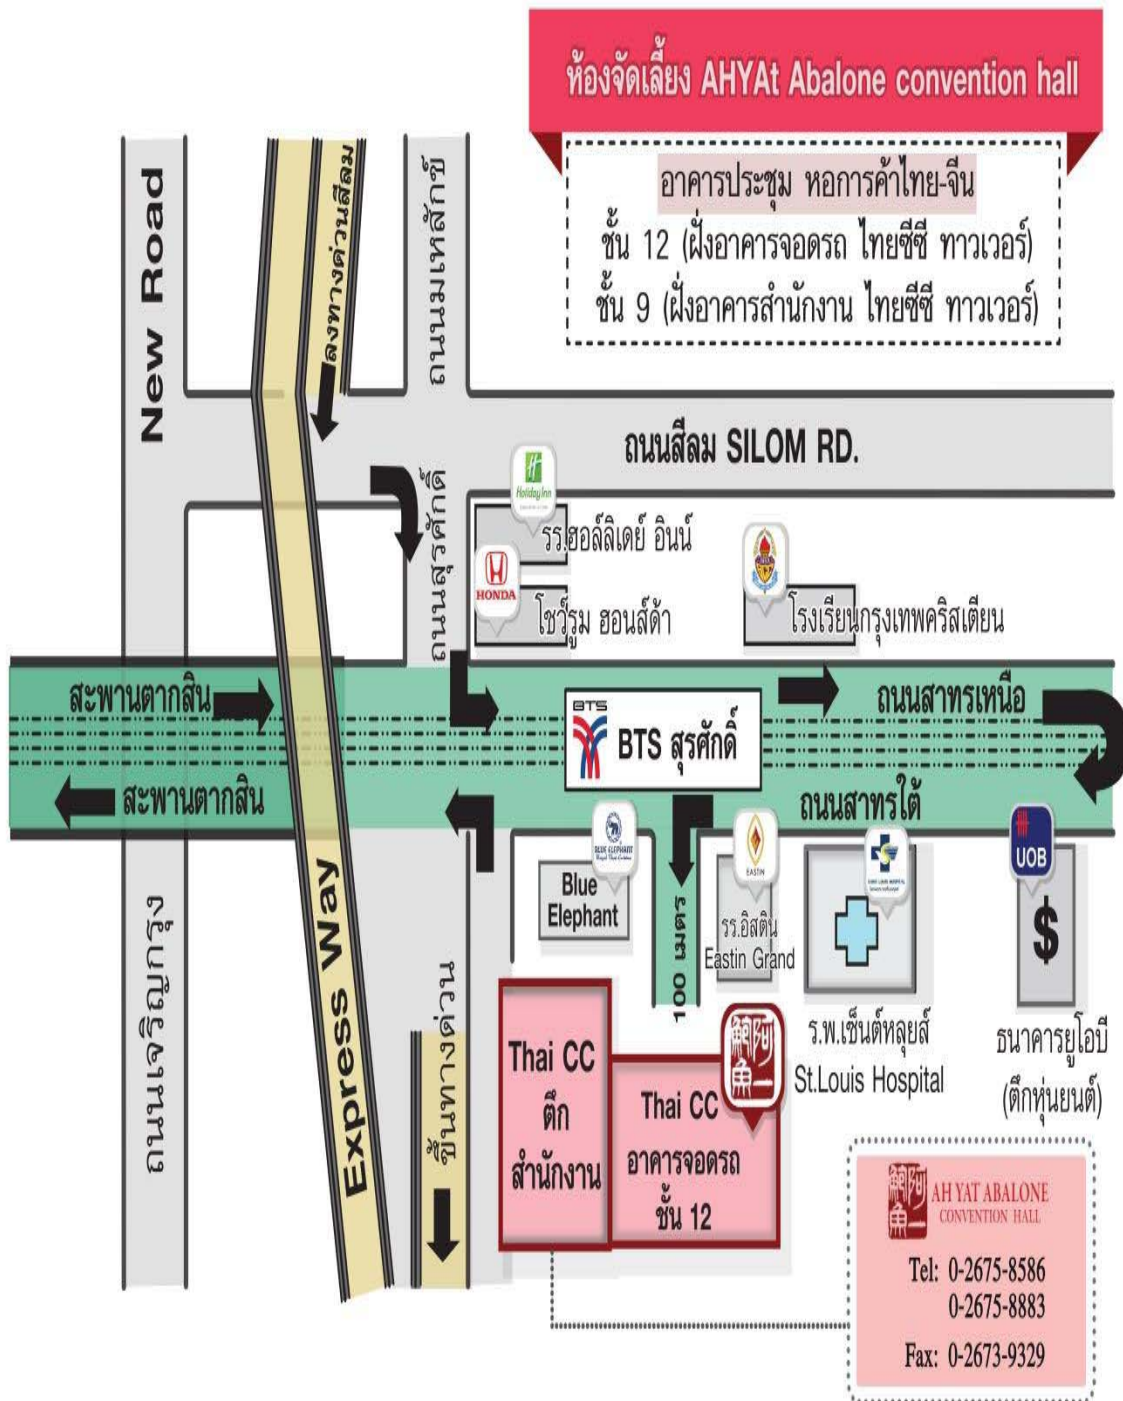 ห้องจัดเลี้ยง AHYAt Abalone convention hall
อาคารประชุม หอการค้าไทย-จีน
ชั้น 12 (ฝั่งอาคารจอดรถ ไทยซีซี ทาวเวอร์)
ชั้น 9 (ฝั่งอาคารสำนักงาน ไทยซีซี ทาวเวอร์)
New Road
ลงทางด่วนสีลม
ถนนมเหสักข์
ถนนสีลม SILOM RD.
ถนนสุรศักดิ์
Holiday Inn
รร.ฮอลลิเดย์ อินน์
HONDA
โชว์รูม ฮอนด้า
โรงเรียนกรุงเทพคริสเตียน
สะพานตากสิน
ถนนสาทรเหนือ
BTS
BTS สุรศักดิ์
สะพานตากสิน
ถนนสาทรใต้
BLUE ELEPHANT
Blue
Elephant
100 เมตร
EASTIN
รร.อิสติน
Eastin Grand
UOB
$
ร.พ.เซ็นต์หลุยส์
St.Louis Hospital
ธนาคารยูโอบี
(ตึกหุ่นยนต์)
ถนนเจริญกรุง
Express Way
ขึ้นทางด่วน
Thai CC
ตึก
สำนักงาน
Thai CC
อาคารจอดรถ
ชั้น 12
阿一鮑魚
阿一鮑魚
AH YAT ABALONE
CONVENTION HALL
Tel: 0-2675-8586
0-2675-8883
Fax: 0-2673-9329